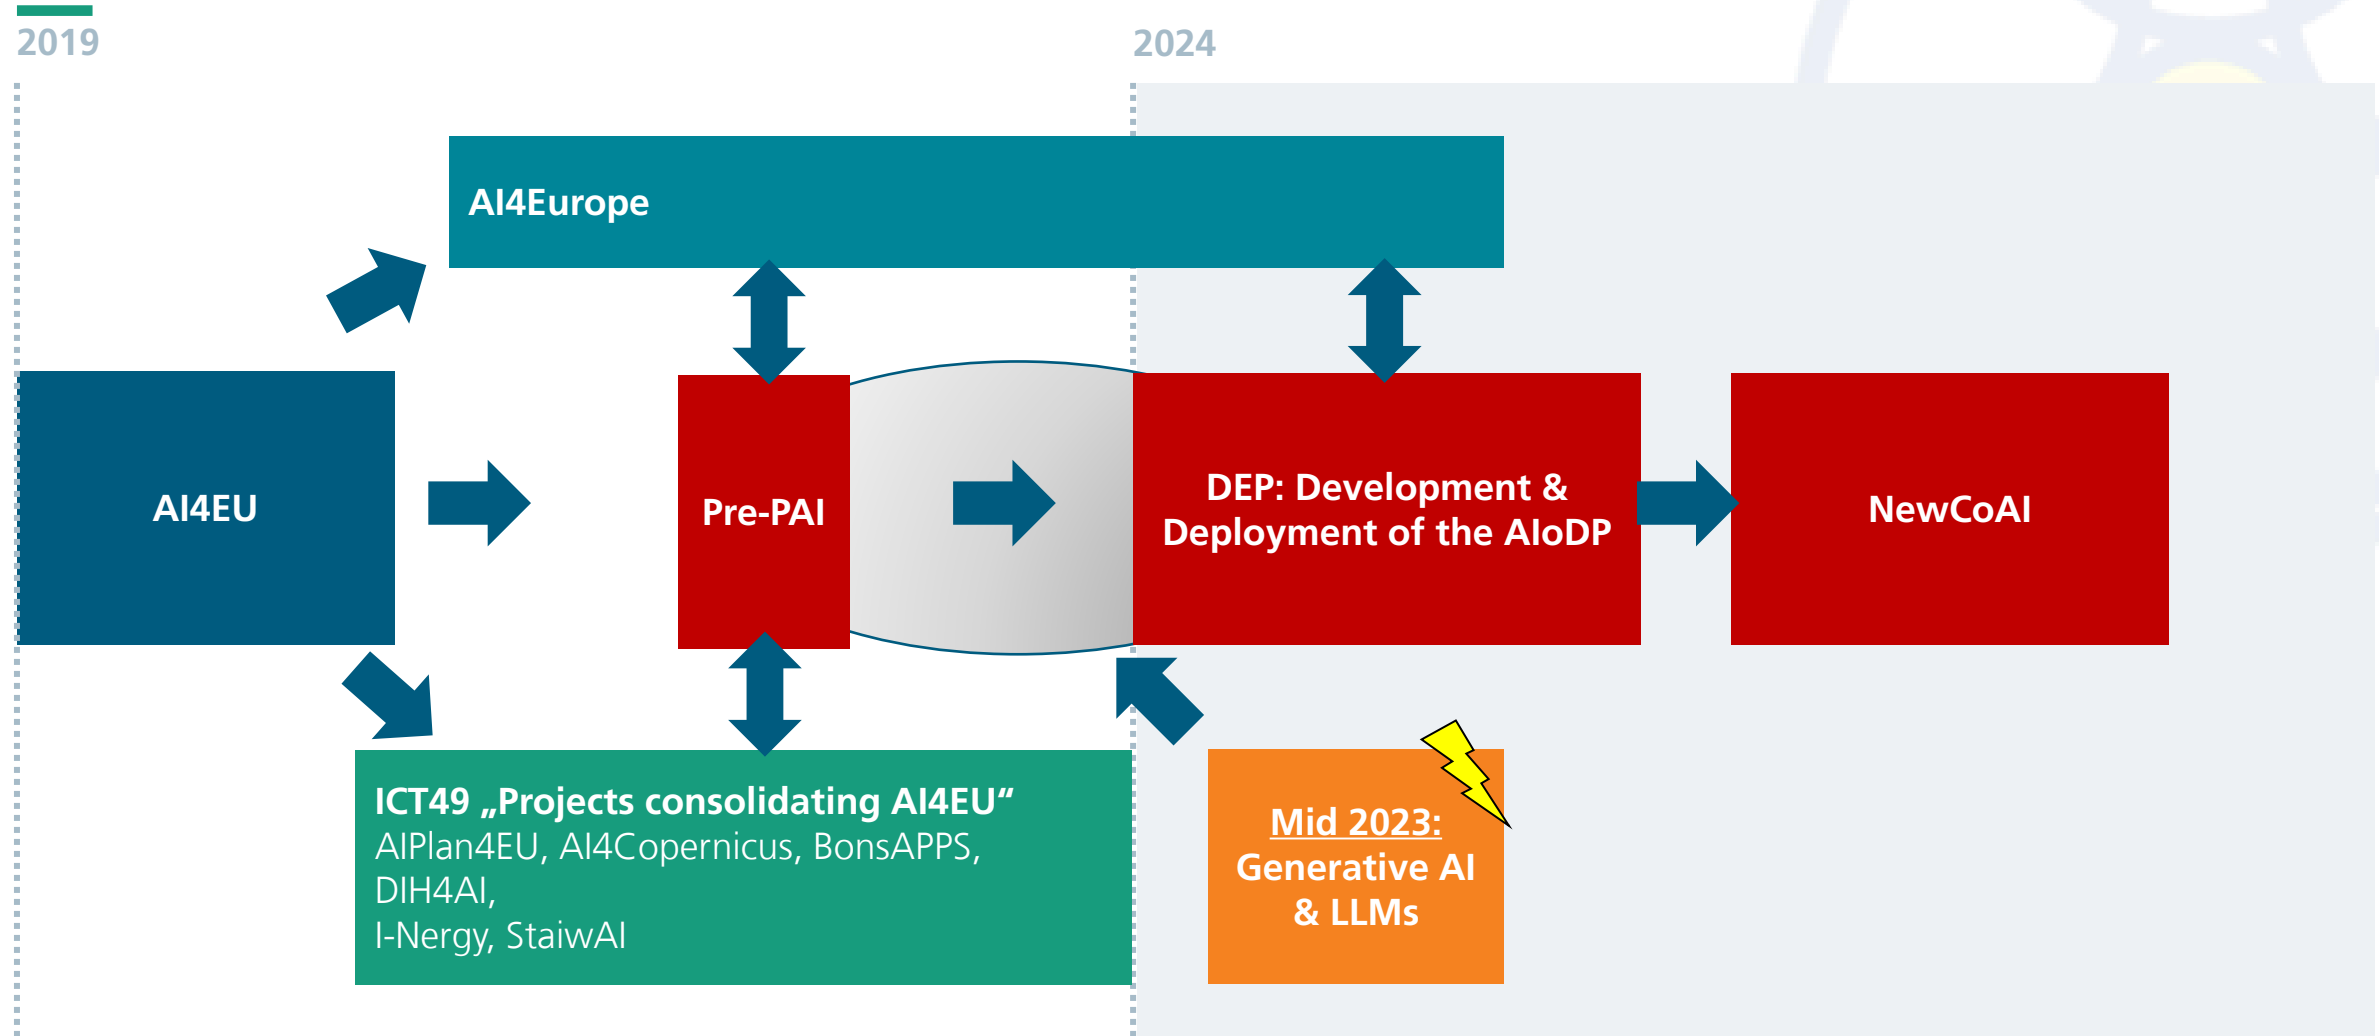 2019
2024
AI4Europe
AI4EU
Pre-PAI
DEP: Development &
Deployment of the AIoDP
NewCoAI
ICT49 „Projects consolidating AI4EU“
AIPlan4EU, AI4Copernicus, BonsAPPS,
DIH4AI,
I-Nergy, StaiwAI
Mid 2023:
Generative AI
& LLMs